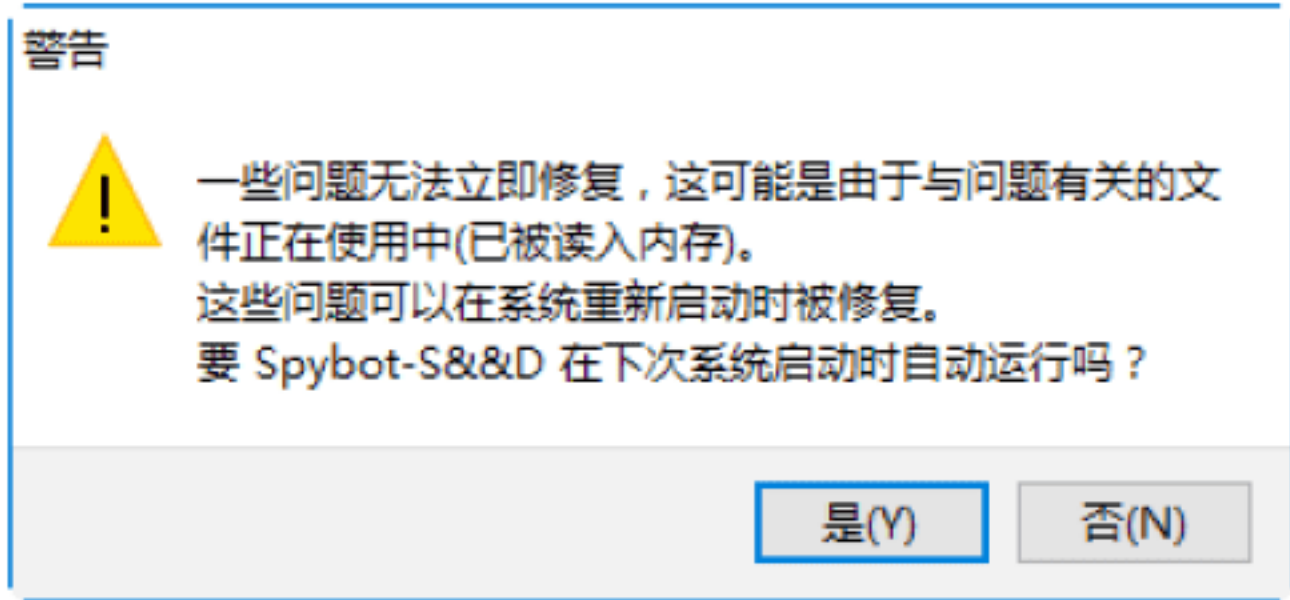 警告
一些问题无法立即修复，这可能是由于与问题有关的文
件正在使用中(已被读入内存)。
这些问题可以在系统重新启动时被修复。
要 Spybot-S&&D 在下次系统启动时自动运行吗？
是(Y)
否(N)